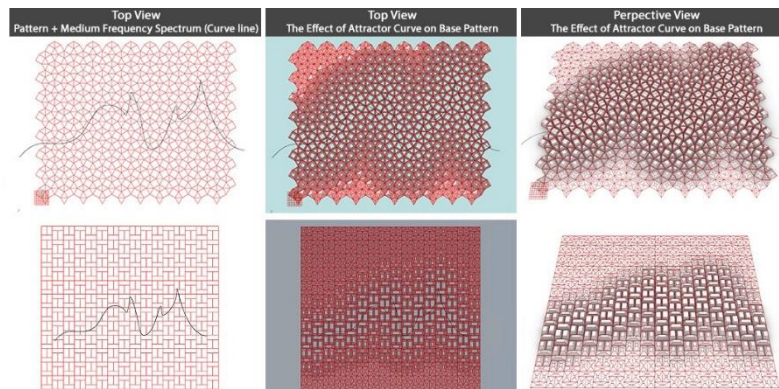 Top View
Pattern + Medium Frequency Spectrum (Curve line)
Top View
The Effect of Attractor Curve on Base Pattern
Perpective View
The Effect of Attractor Curve on Base Pattern